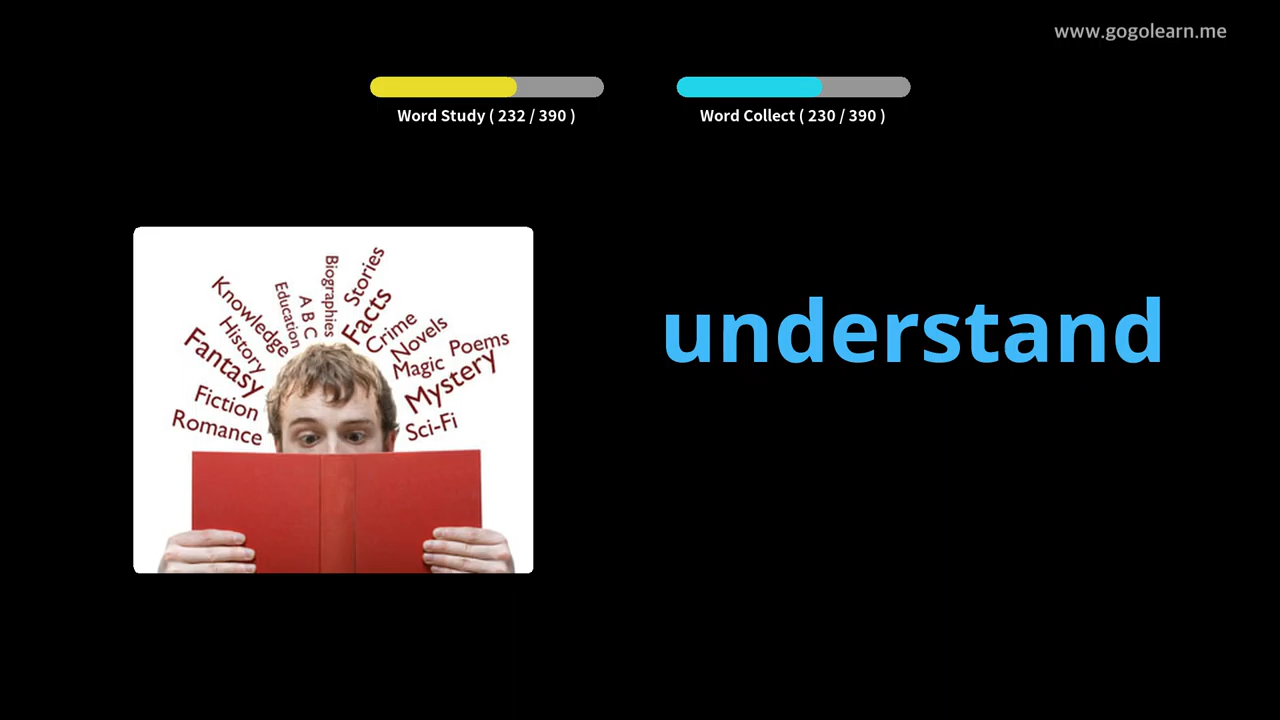 www.gogolearn.me
Word Study ( 232 / 390 )
Word Collect ( 230 / 390 )
understand
Romance
Fiction
Fantasy
History
Knowledge
Education
A B C
Biographies
Stories
Facts
Crime
Novels
Magic
Poems
Mystery
Sci-Fi